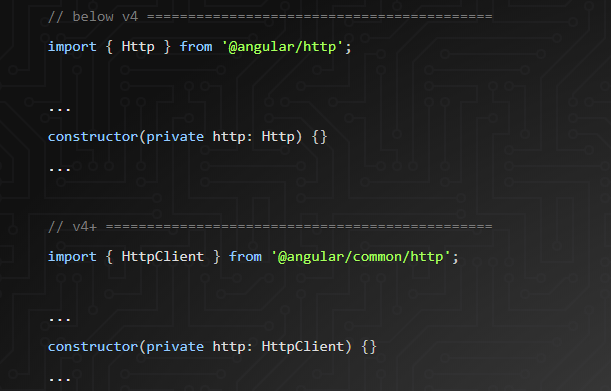 // below v4 ==========================================
import { Http } from '@angular/http';
...
constructor(private http: Http) {}
...
// v4+ ===============================================
import { HttpClient } from '@angular/common/http';
...
constructor(private http: HttpClient) {}
...